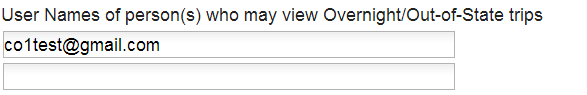 User Names of person(s) who may view Overnight/Out-of-State trips
co1test@gmail.com